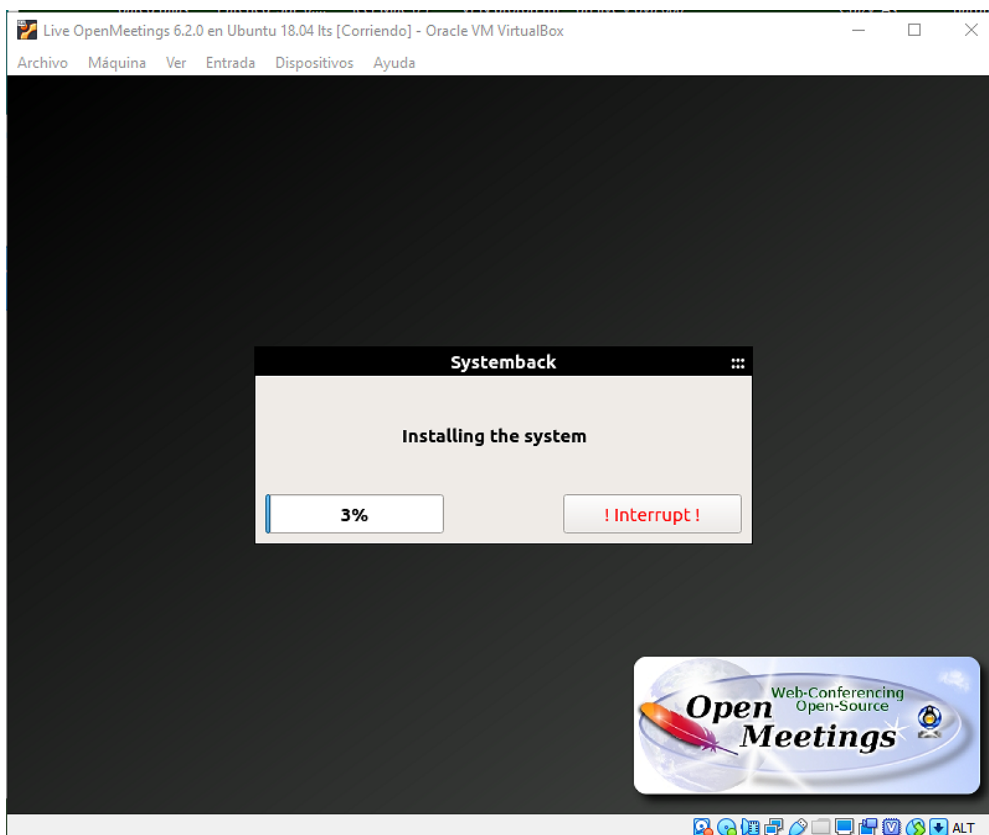 Live OpenMeetings 6.2.0 en Ubuntu 18.04 lts [Corriendo] - Oracle VM VirtualBox
Archivo Máquina Ver Entrada Dispositivos Ayuda
Systemback
Installing the system
3% ! Interrupt !
Web-Conferencing
Open-Source
Open
Meetings
ALT